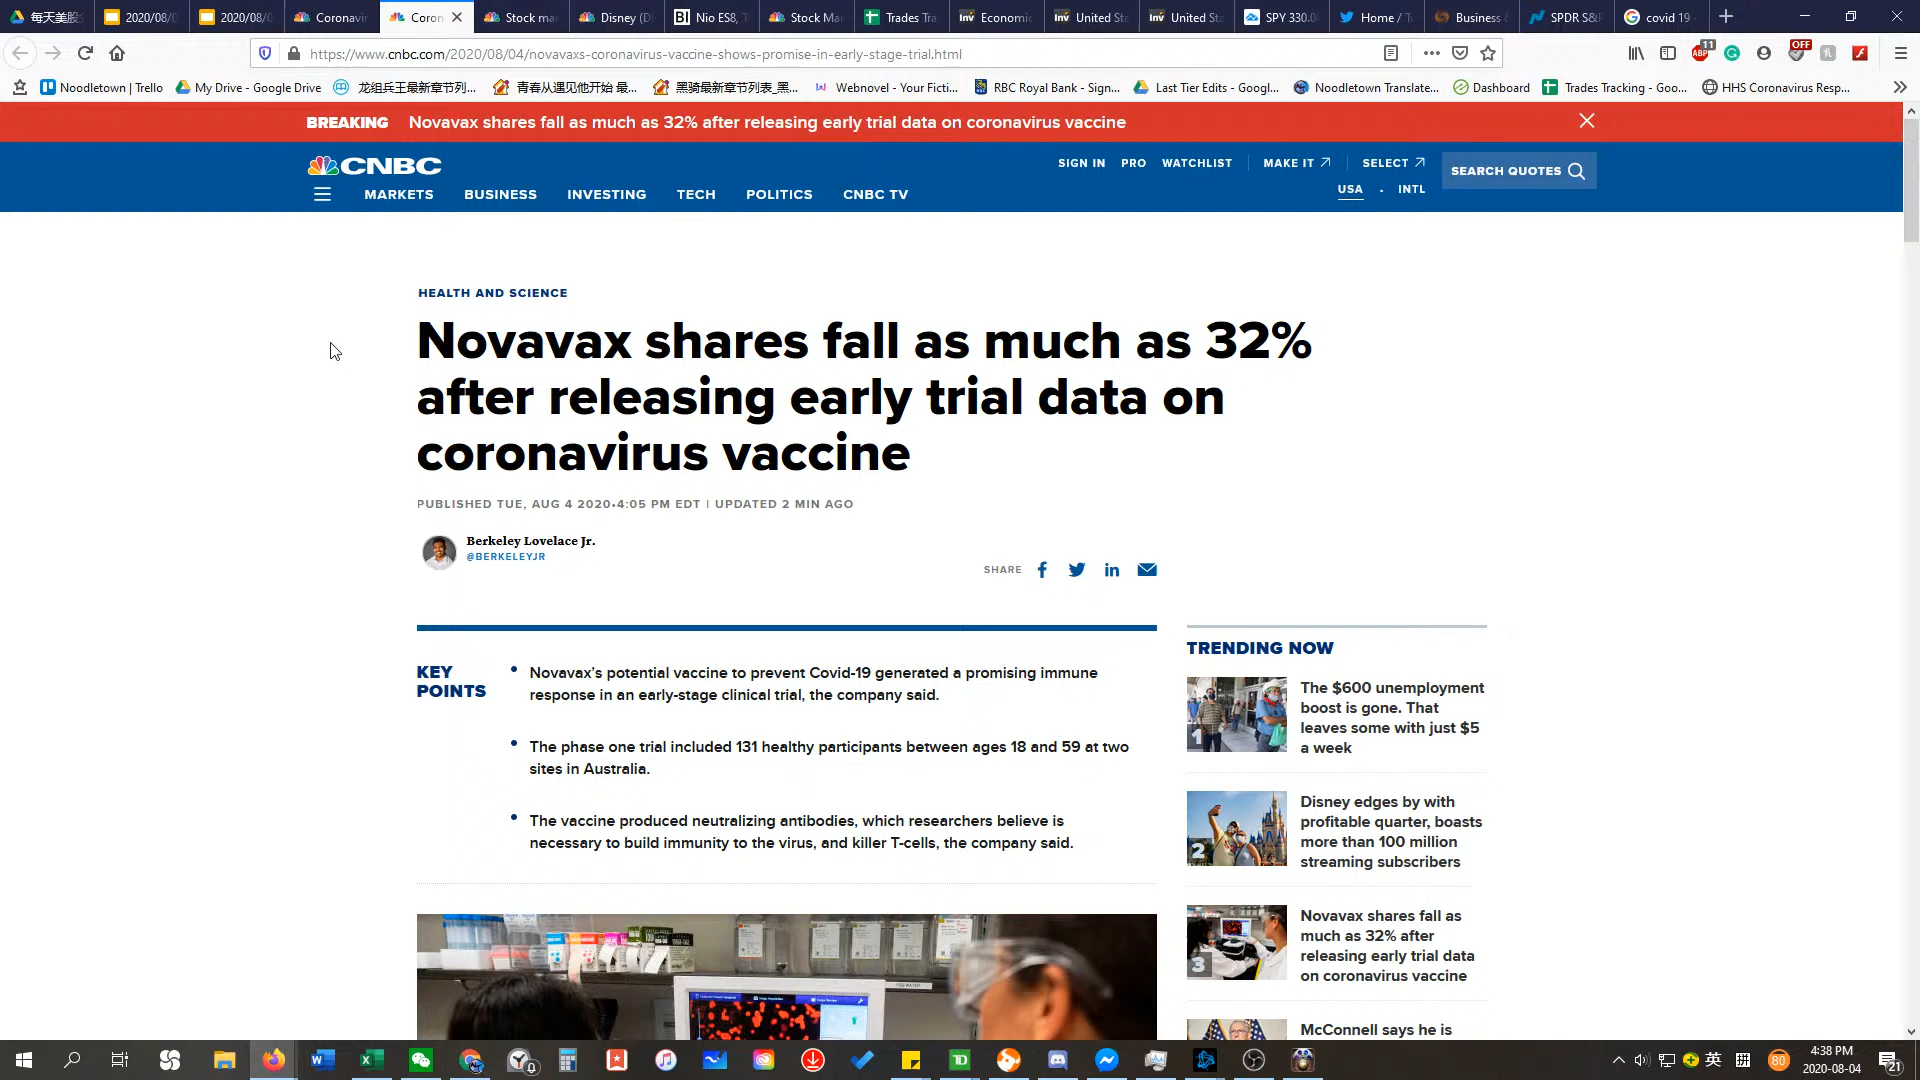 每天美股
2020/08/0
2020/08/0
Coronavir
Coron
Stock ma
Disney (D
Nio ES8,
Stock Ma
Trades Tra
Economic
United Sta
United Sta
SPY 330.0
Home / Tw
Business
SPDR S&P
covid 19
https://www.cnbc.com/2020/08/04/novavaxs-coronavirus-vaccine-shows-promise-in-early-stage-trial.html
11
OFF
Noodletown | Trello
My Drive - Google Drive
龙组兵王最新章节列...
青春从遇见他开始 最...
黑骑最新章节列表_黑...
Webnovel - Your Ficti...
RBC Royal Bank - Sign...
Last Tier Edits - Googl...
Noodletown Translate...
Dashboard
Trades Tracking - Goo...
HHS Coronavirus Resp...
BREAKING Novavax shares fall as much as 32% after releasing early trial data on coronavirus vaccine
CNBC
SIGN IN PRO WATCHLIST MAKE IT SELECT
USA · INTL
SEARCH QUOTES
MARKETS BUSINESS INVESTING TECH POLITICS CNBC TV
HEALTH AND SCIENCE
Novavax shares fall as much as 32%
after releasing early trial data on
coronavirus vaccine
PUBLISHED TUE, AUG 4 2020•4:05 PM EDT | UPDATED 2 MIN AGO
Berkeley Lovelace Jr.
@BERKELEYJR
SHARE
KEY
POINTS
Novavax's potential vaccine to prevent Covid-19 generated a promising immune
response in an early-stage clinical trial, the company said.
The phase one trial included 131 healthy participants between ages 18 and 59 at two
sites in Australia.
The vaccine produced neutralizing antibodies, which researchers believe is
necessary to build immunity to the virus, and killer T-cells, the company said.
TRENDING NOW
1
The $600 unemployment
boost is gone. That
leaves some with just $5
a week
2
Disney edges by with
profitable quarter, boasts
more than 100 million
streaming subscribers
3
Novavax shares fall as
much as 32% after
releasing early trial data
on coronavirus vaccine
McConnell says he is
英
拼
80
4:38 PM
2020-08-04
21